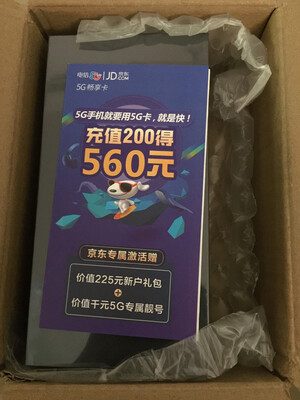 电信 JD 京东
.COM
5G 畅享卡
5G手机就要用5G卡，就是快！
充值200得
560元
京东专属激活赠
价值225元新户礼包
+
价值千元5G专属靓号